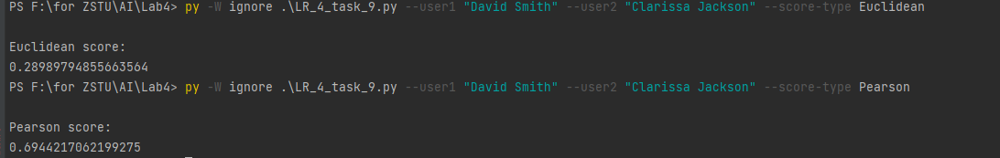 PS F:\for ZSTU\AI\Lab4> py -W ignore .\LR_4_task_9.py --user1 "David Smith" --user2 "Clarissa Jackson" --score-type Euclidean
Euclidean score:
0.28989794855663564
PS F:\for ZSTU\AI\Lab4> py -W ignore .\LR_4_task_9.py --user1 "David Smith" --user2 "Clarissa Jackson" --score-type Pearson
Pearson score:
0.6944217062199275